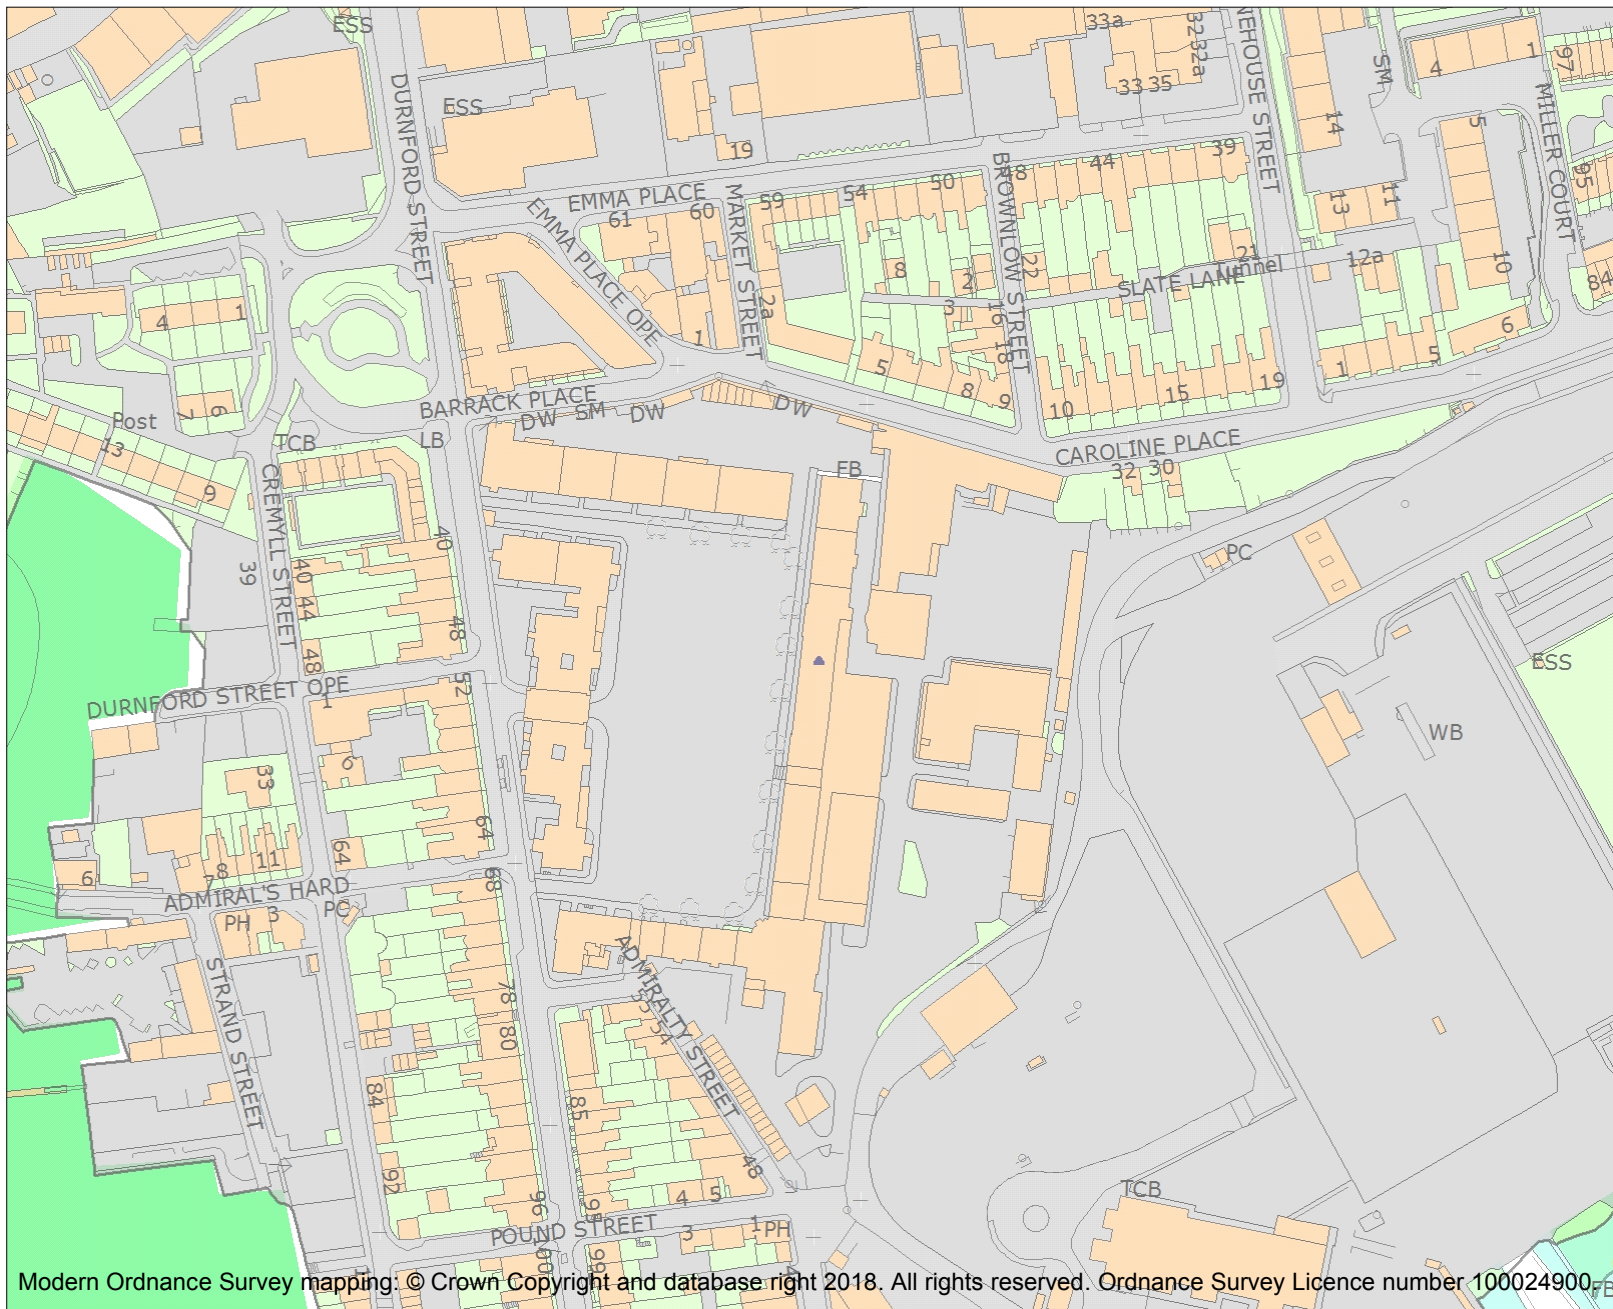 ESS
33a
32
32a
NEHOUSE STREET
SM
4
1
97
DURNFORD STREET
ESS
33 35
14
5
MILLER COURT
19
39
44
48
BROWNLOW STREET
50
54
59
EMMA PLACE
61
60
MARKET STREET
EMMA PLACE OPE
13
11
95
21
Tunnel
12a
10
84
22
SLATE LANE
8
2
3
16
18
2a
1
4
1
6
5
1
5
8
9
10
15
19
7
6
BARRACK PLACE
DW
SM
DW
DW
Post
13
TCB
LB
CAROLINE PLACE
FB
32 30
9
CREMYLL STREET
40
39
40
44
48
48
PC
ESS
DURNFORD STREET OPE
1
52
WB
6
33
64
64
11
8
7
6
ADMIRAL'S HARD
68
PH
3
PC
STRAND STREET
ADMIRALTY STREET
78
80
55
54
84
85
48
92
96
95
4
5
TCB
POUND STREET
3
1
PH
100
99
Modern Ordnance Survey mapping: © Crown Copyright and database right 2018. All rights reserved. Ordnance Survey Licence number 100024900
FB